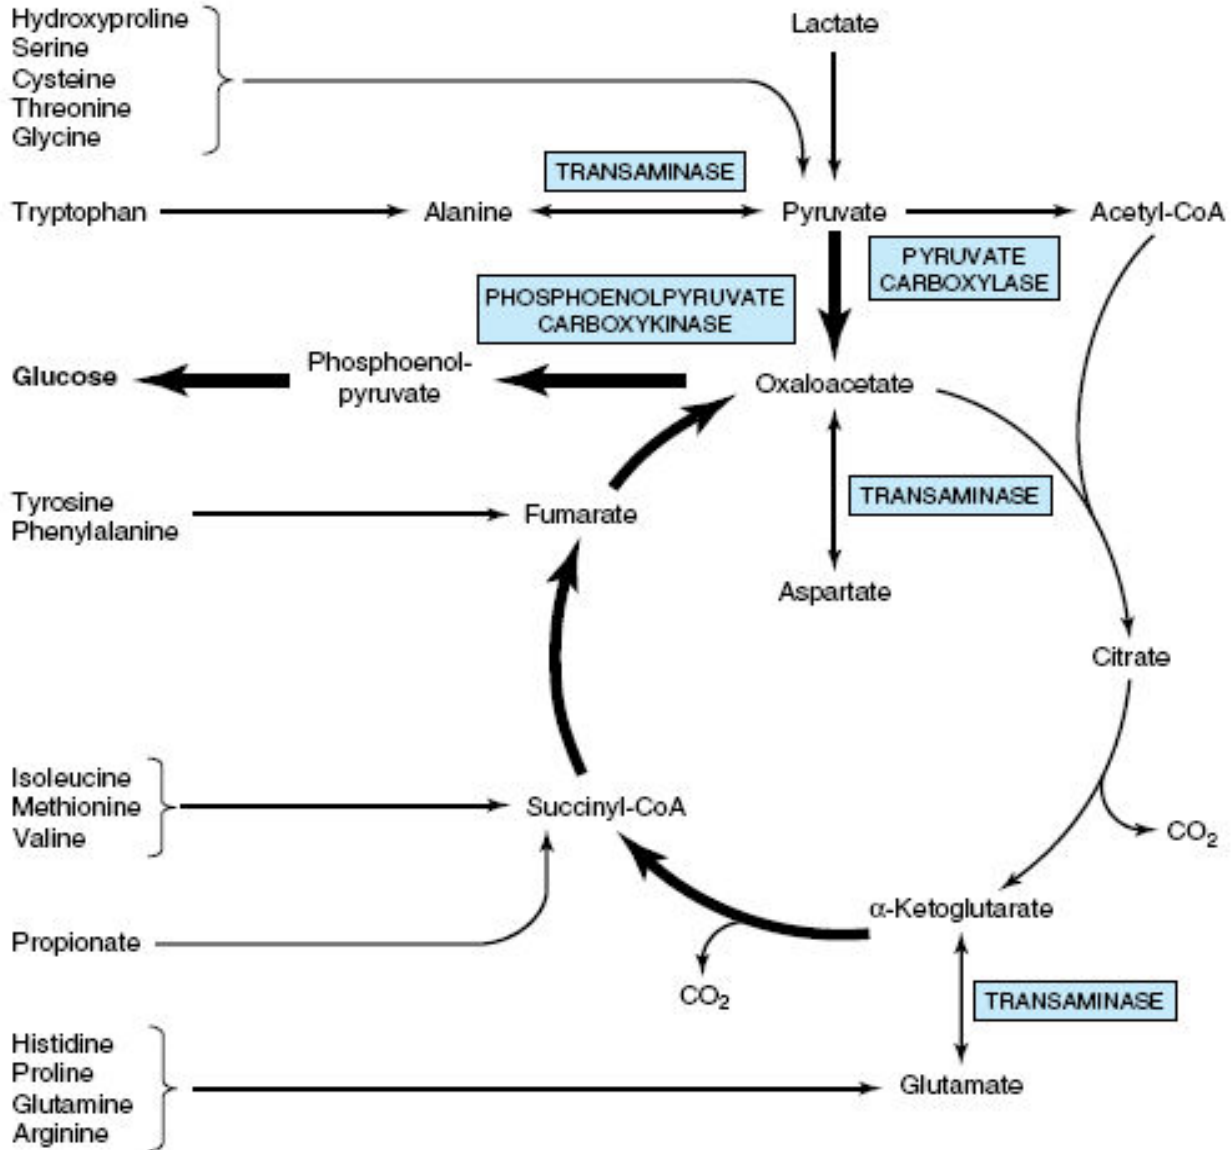 Hydroxyproline
Serine
Cysteine
Threonine
Glycine
Lactate
TRANSAMINASE
Tryptophan
Alanine
Pyruvate
Acetyl-CoA
PYRUVATE
CARBOXYLASE
PHOSPHOENOLPYRUVATE
CARBOXYKINASE
Glucose
Phosphoenol-
pyruvate
Oxaloacetate
Tyrosine
Phenylalanine
Fumarate
TRANSAMINASE
Aspartate
Citrate
Isoleucine
Methionine
Valine
Succinyl-CoA
CO₂
α-Ketoglutarate
Propionate
CO₂
TRANSAMINASE
Histidine
Proline
Glutamine
Arginine
Glutamate